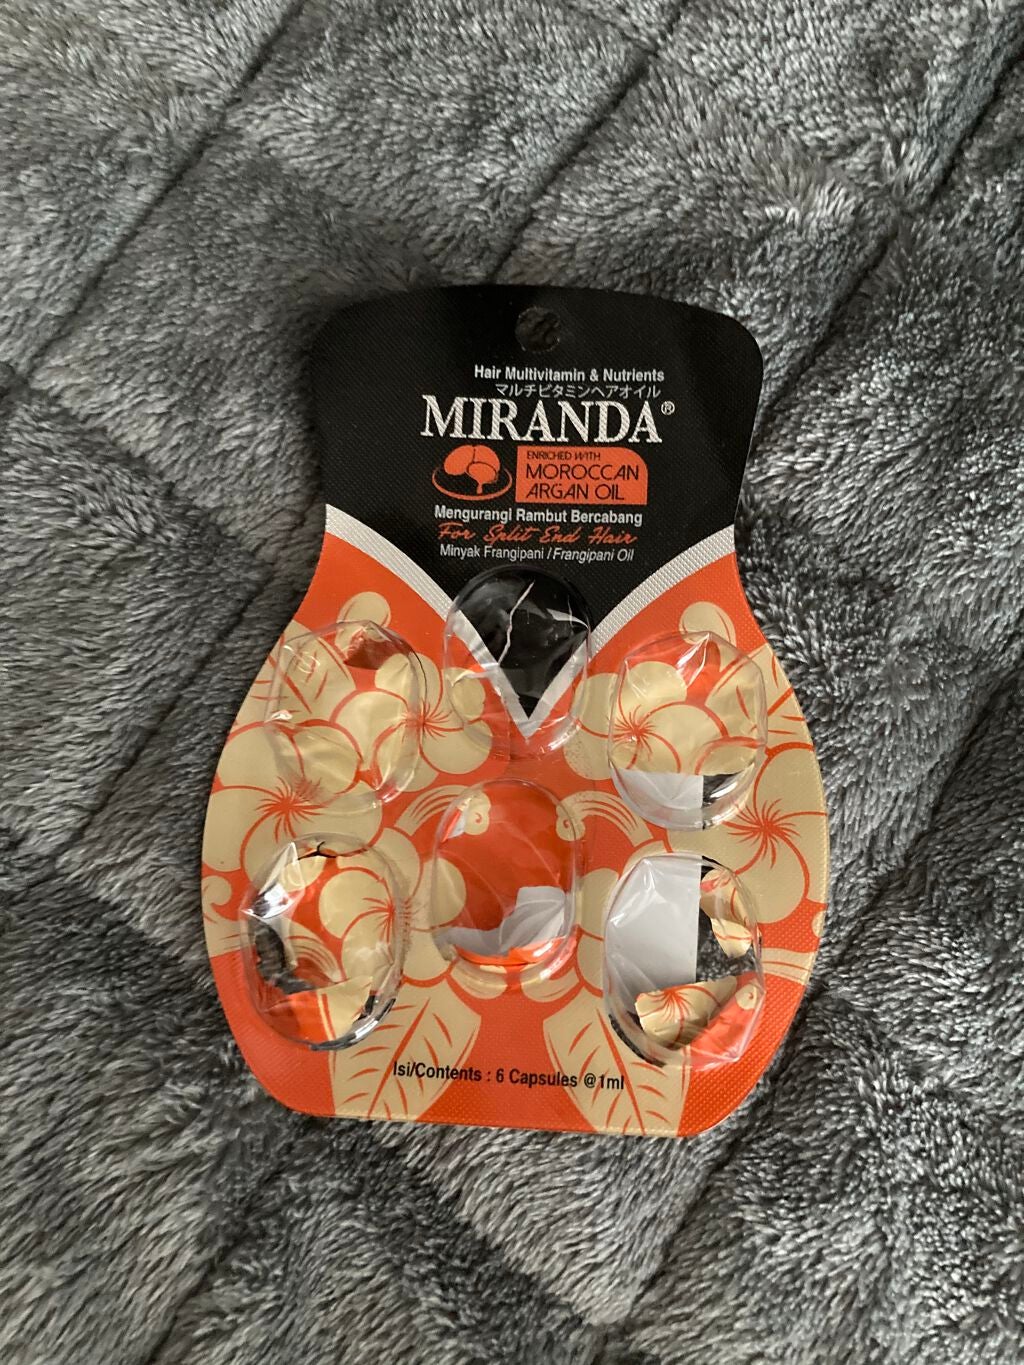 Hair Multivitamin & Nutrients
マルチビタミンヘアオイル
MIRANDA®
ENRICHED WITH
MOROCCAN
ARGAN OIL
Mengurangi Rambut Bercabang
For Split End Hair
Minyak Frangipani / Frangipani Oil
Isi/Contents : 6 Capsules @1ml